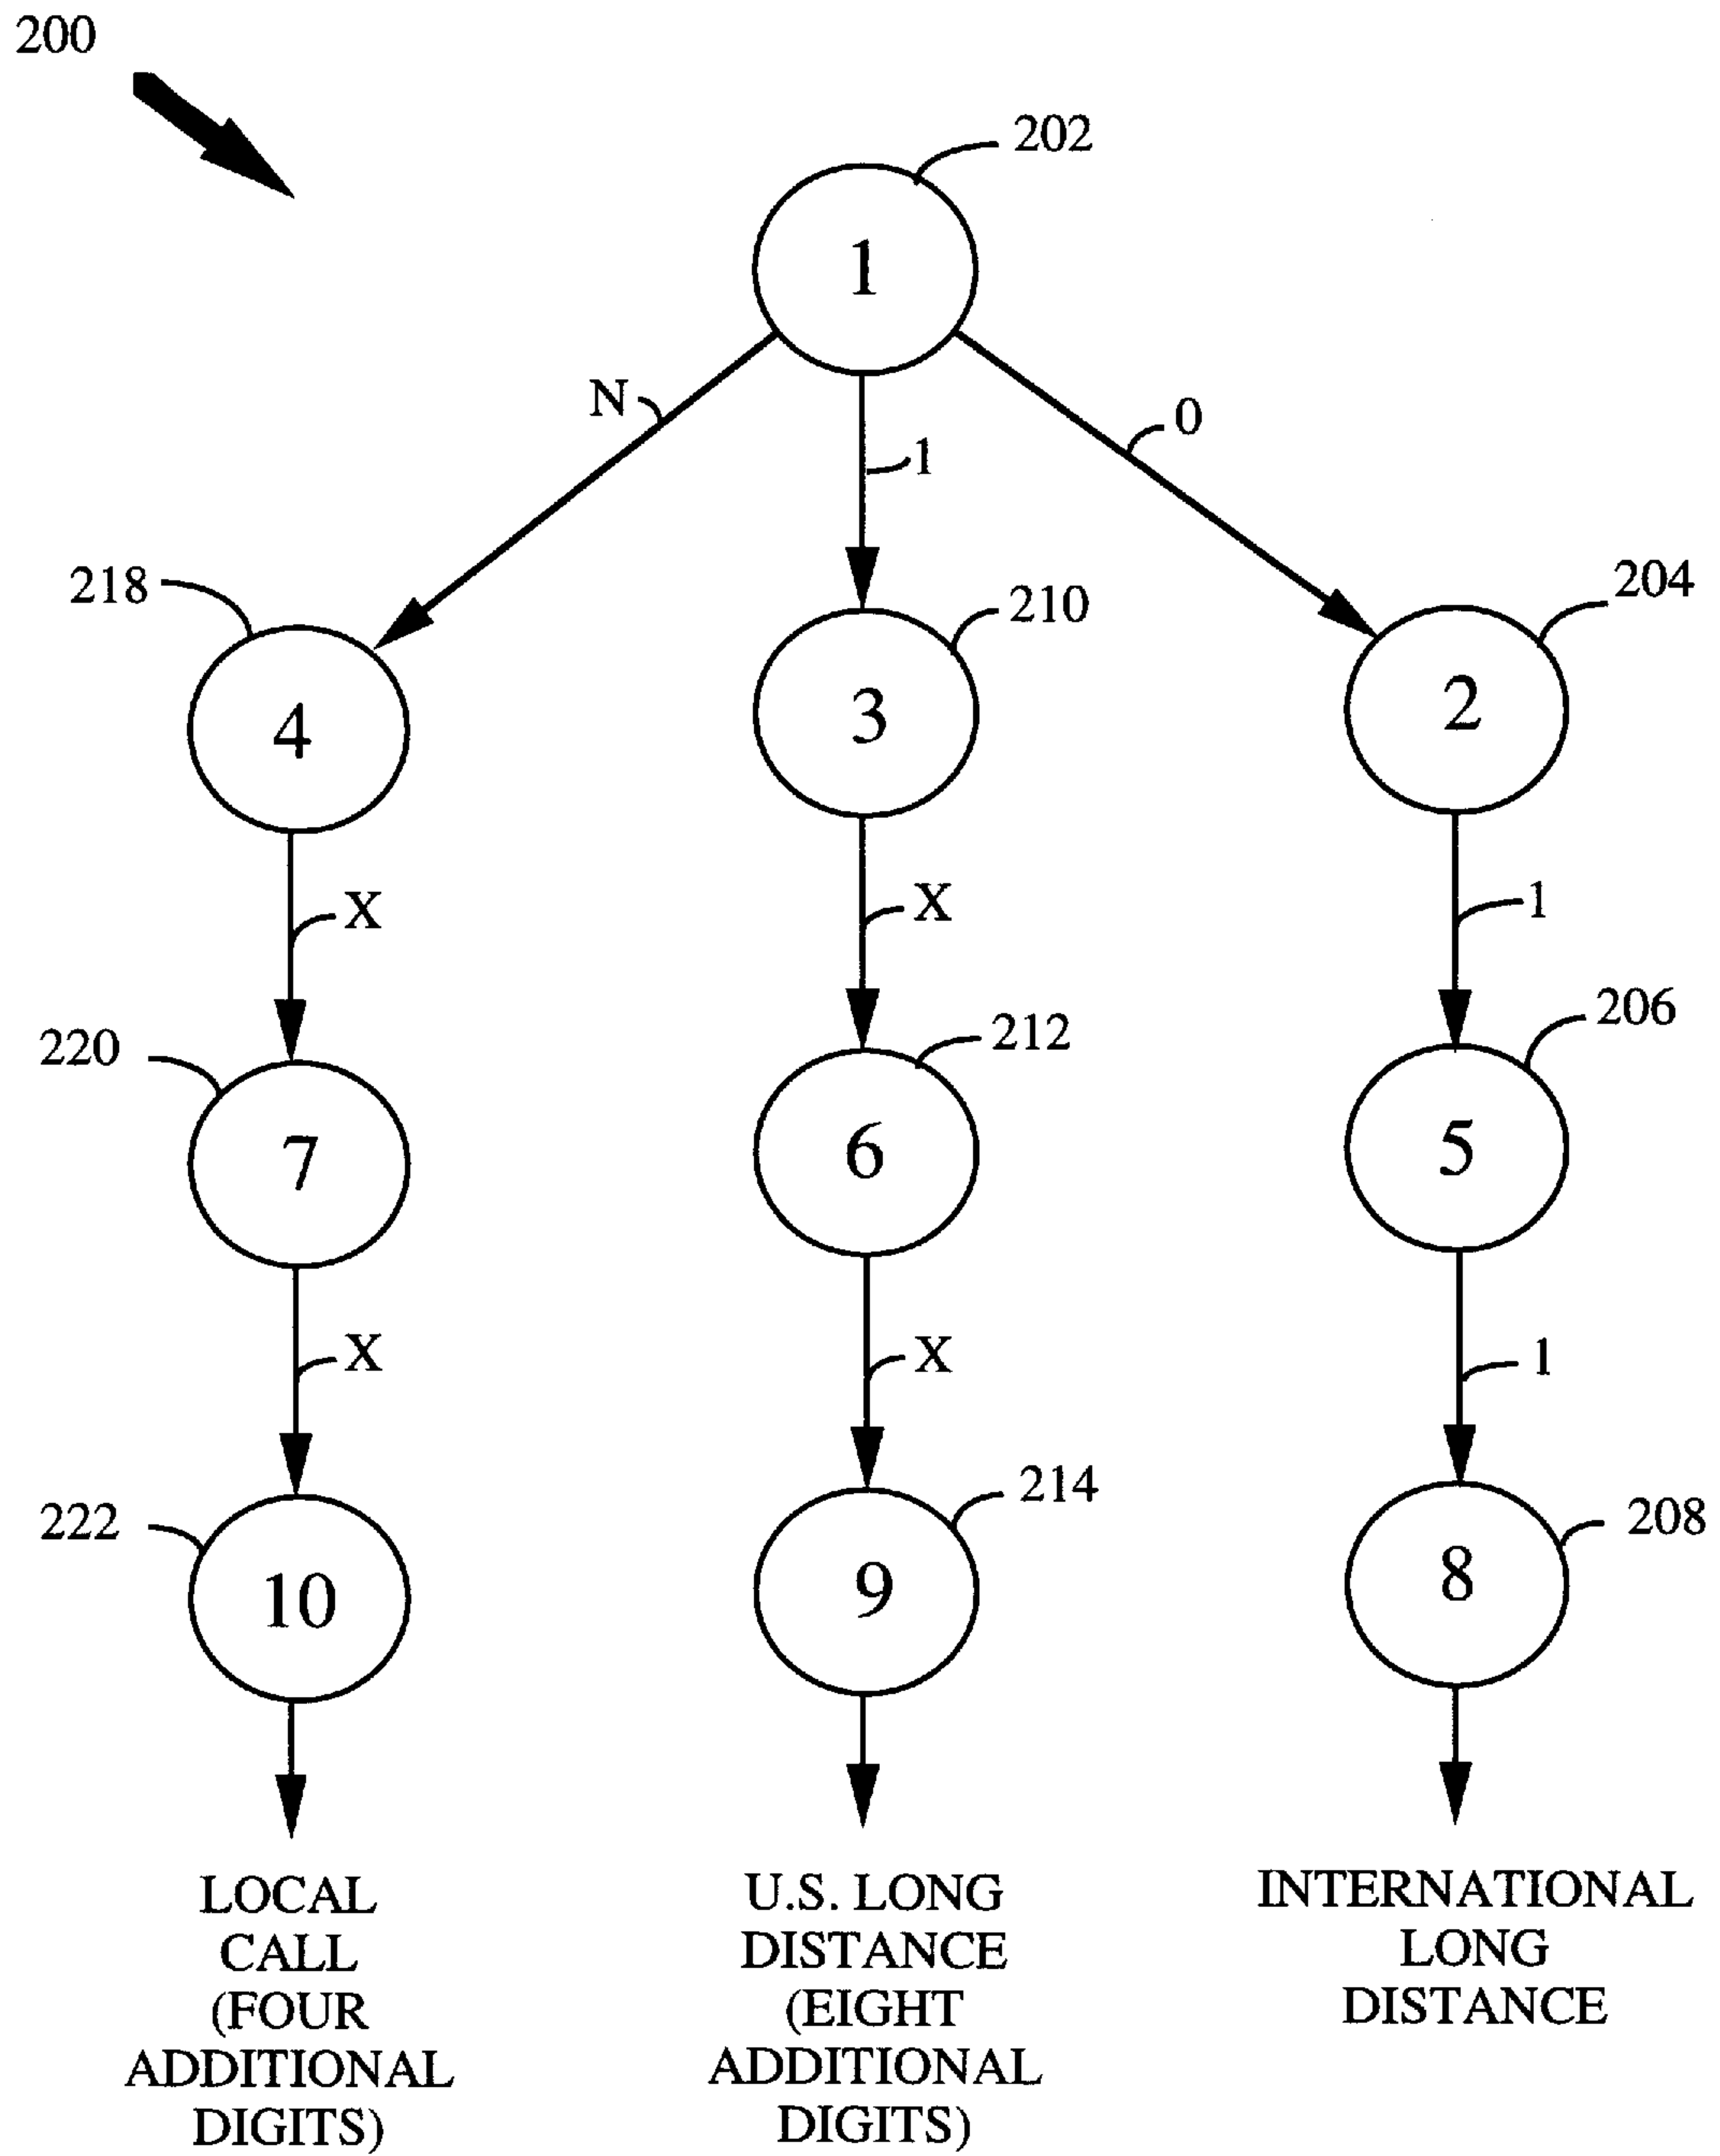 200
202
1
N
1
0
218
210
204
4
3
2
X
X
1
220
212
206
7
6
5
X
X
1
222
214
208
10
9
8
LOCAL
CALL
(FOUR
ADDITIONAL
DIGITS)
U.S. LONG
DISTANCE
(EIGHT
ADDITIONAL
DIGITS)
INTERNATIONAL
LONG
DISTANCE